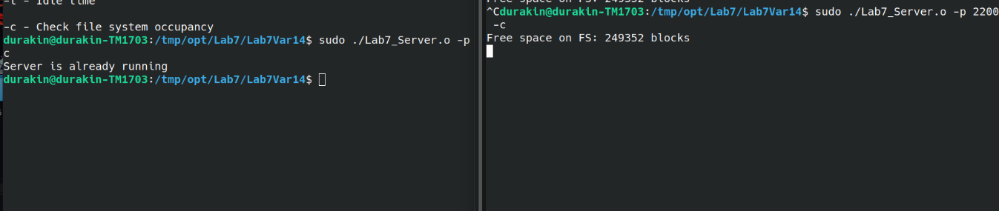 -t - Idle time
-c - Check file system occupancy
durakin@durakin-TM1703:/tmp/opt/Lab7/Lab7Var14$ sudo ./Lab7_Server.o -p
c
Server is already running
durakin@durakin-TM1703:/tmp/opt/Lab7/Lab7Var14$
Free space on FS: 249352 blocks
^Cdurakin@durakin-TM1703:/tmp/opt/Lab7/Lab7Var14$ sudo ./Lab7_Server.o -p 2200
-c
Free space on FS: 249352 blocks